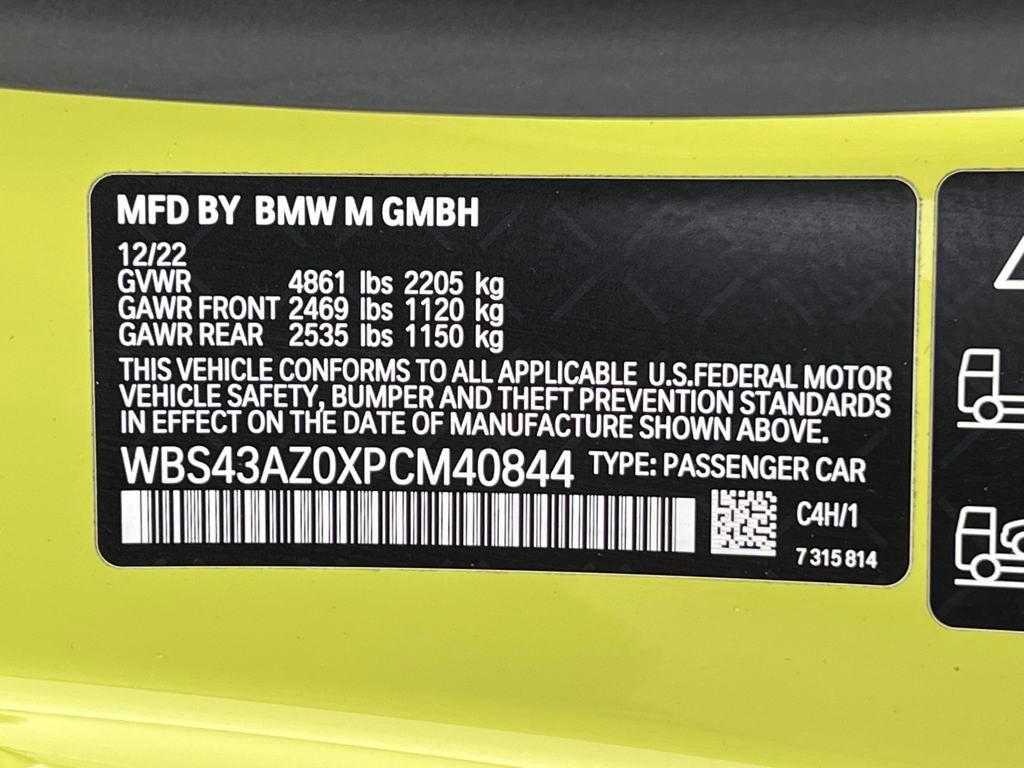 MFD BY BMW M GMBH
12/22
GVWR 4861 lbs 2205 kg
GAWR FRONT 2469 lbs 1120 kg
GAWR REAR 2535 lbs 1150 kg
THIS VEHICLE CONFORMS TO ALL APPLICABLE U.S.FEDERAL MOTOR
VEHICLE SAFETY, BUMPER AND THEFT PREVENTION STANDARDS
IN EFFECT ON THE DATE OF MANUFACTURE SHOWN ABOVE.
WBS43AZ0XPCM40844 TYPE: PASSENGER CAR
C4H/1
7 315 814